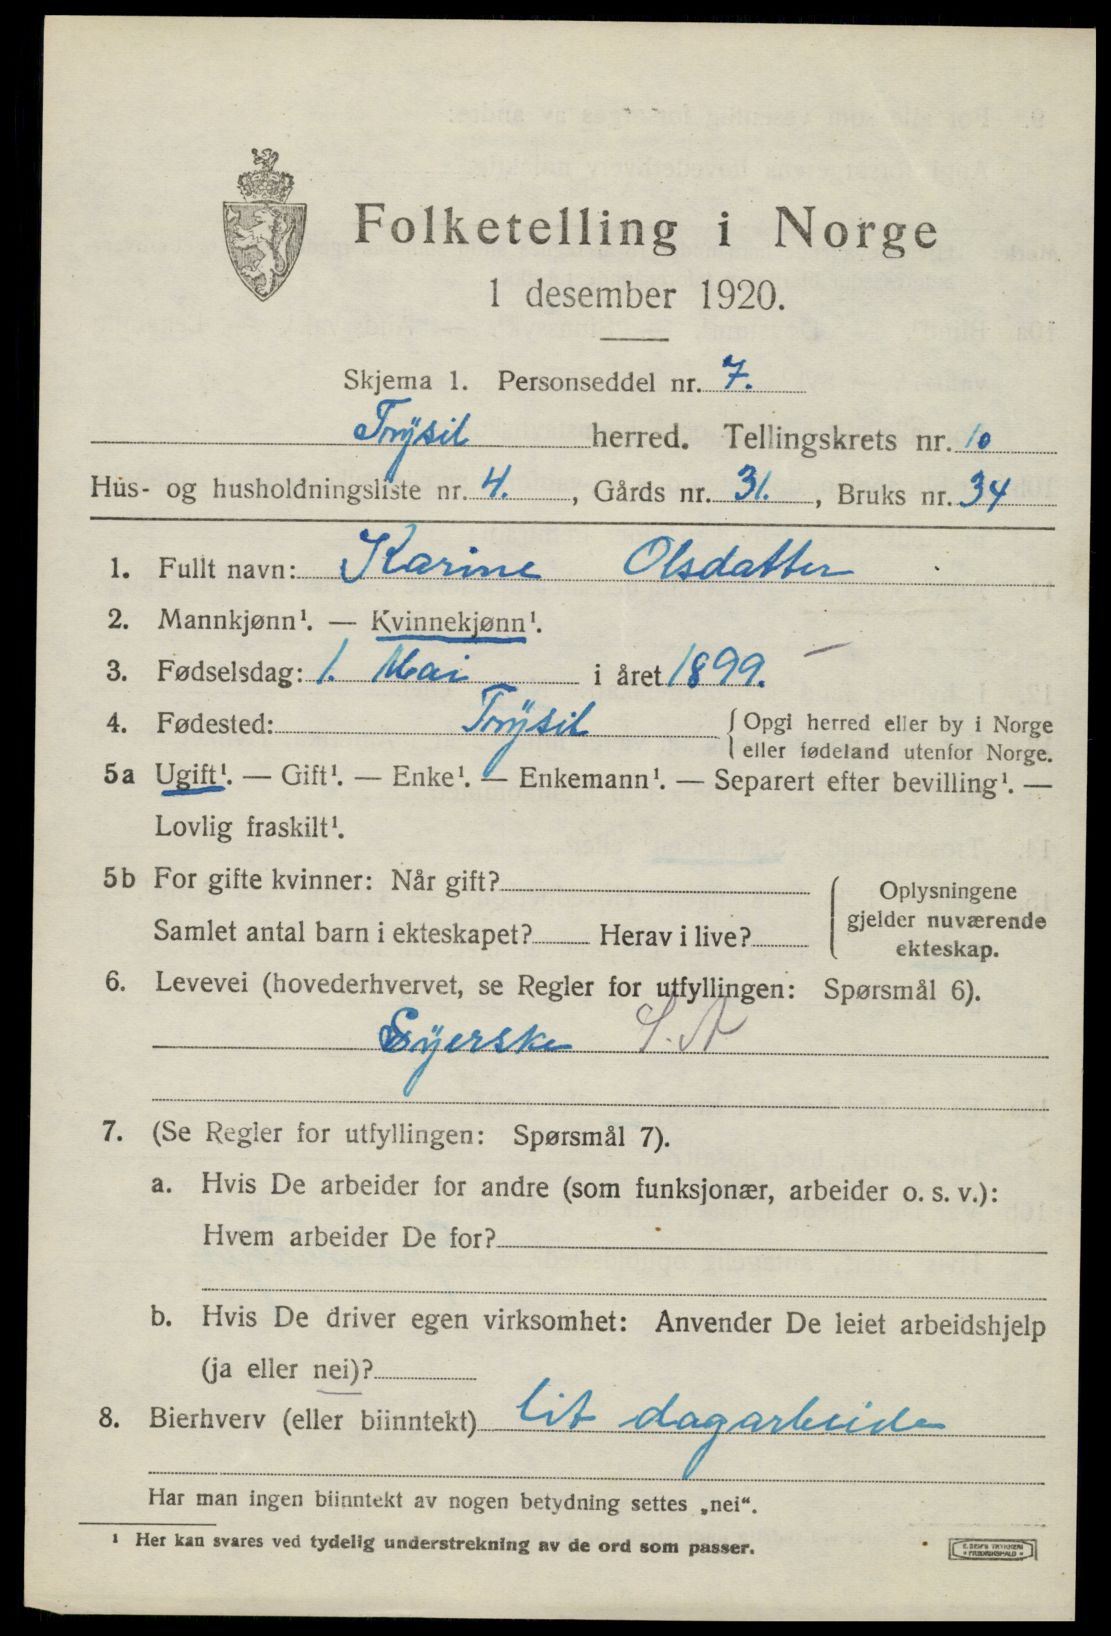 Folketelling i Norge
1 desember 1920.
Skjema 1. Personseddel nr. 7.
Trysil herred. Tellingskrets nr. 10
Hus- og husholdningsliste nr. 4. , Gårds nr. 31. , Bruks nr. 34
1. Fullt navn: Karine Olsdatter
2. Mannkjønn¹. — Kvinnekjønn¹.
3. Fødselsdag: 1. Mai i året 1899.
4. Fødested: Trysil { Opgi herred eller by i Norge
eller fødeland utenfor Norge.
5a Ugift¹. — Gift¹. — Enke¹. — Enkemann¹. — Separert efter bevilling¹. —
Lovlig fraskilt¹.
5b For gifte kvinner: Når gift?
Samlet antal barn i ekteskapet? Herav i live?
{ Oplysningene
gjelder nuværende
ekteskap.
6. Levevei (hovederhvervet, se Regler for utfyllingen: Spørsmål 6).
Syerske S.A
7. (Se Regler for utfyllingen: Spørsmål 7).
a. Hvis De arbeider for andre (som funksjonær, arbeider o. s. v.):
Hvem arbeider De for?
b. Hvis De driver egen virksomhet: Anvender De leiet arbeidshjelp
(ja eller nei)?
8. Bierhverv (eller biinntekt) lit dagarbeide
Har man ingen biinntekt av nogen betydning settes „nei“.
¹ Her kan svares ved tydelig understrekning av de ord som passer.